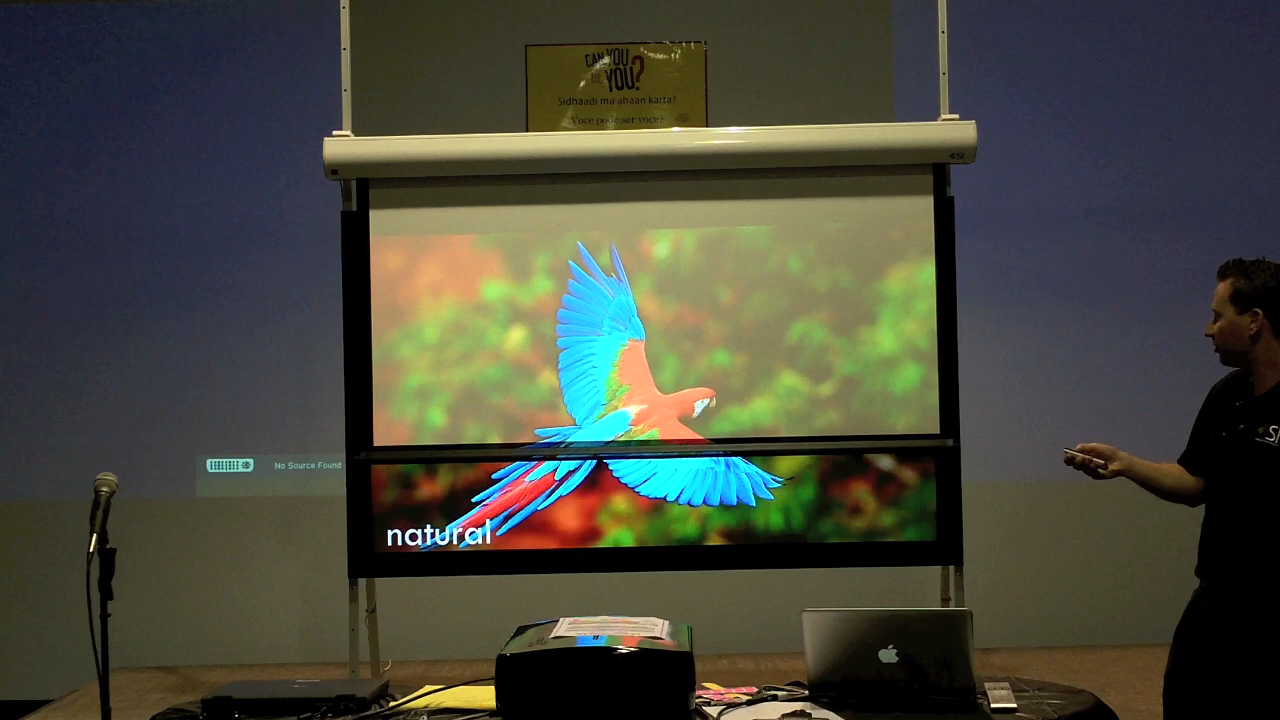 CAN YOU
BE YOU?
Sidhaadi ma ahaan karta?
Voce pode ser voce?
No Source Found
natural